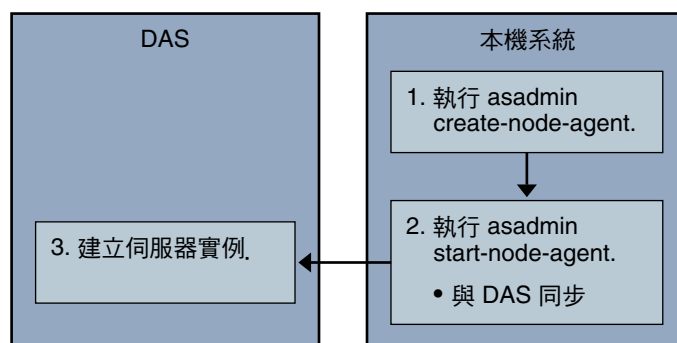 DAS
本機系統
1. 執行 asadmin
create-node-agent.
2. 執行 asadmin
start-node-agent.
• 與 DAS 同步
3. 建立伺服器實例.